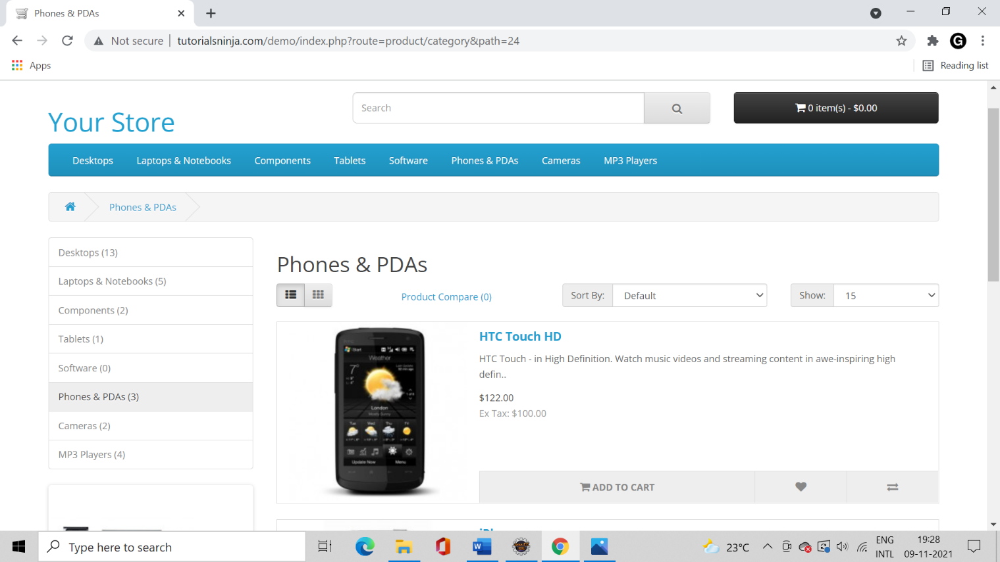 Phones & PDAs
Not secure
tutorialsninja.com/demo/index.php?route=product/category&path=24
G
Apps
Reading list
Your Store
Search
0 item(s) - $0.00
Desktops
Laptops & Notebooks
Components
Tablets
Software
Phones & PDAs
Cameras
MP3 Players
Phones & PDAs
Desktops (13)
Laptops & Notebooks (5)
Components (2)
Tablets (1)
Software (0)
Phones & PDAs (3)
Cameras (2)
MP3 Players (4)
Phones & PDAs
Product Compare (0)
Sort By:
Default
Show:
15
Weather
London
Update Now
Menu
HTC Touch HD
HTC Touch - in High Definition. Watch music videos and streaming content in awe-inspiring high
defin..
$122.00
Ex Tax: $100.00
ADD TO CART
Type here to search
23°C
ENG
INTL
19:28
09-11-2021